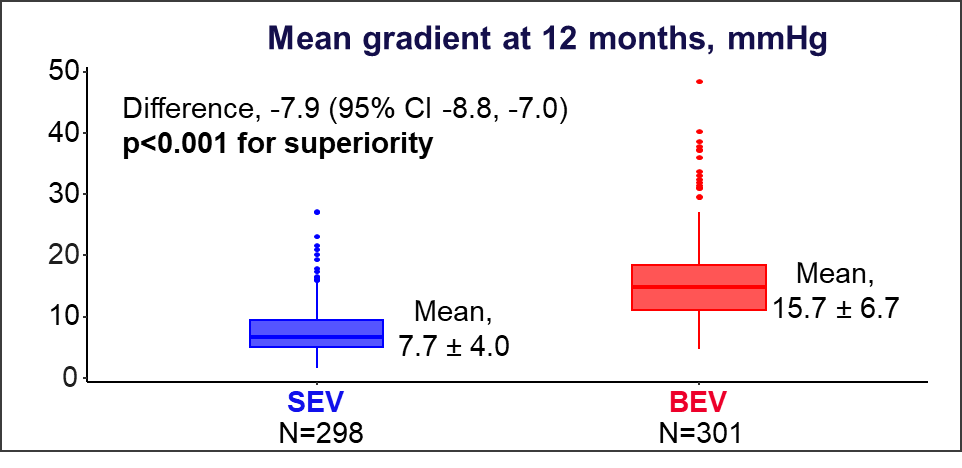 Mean gradient at 12 months, mmHg
50
Difference, -7.9 (95% CI -8.8, -7.0)
40
p<0.001 for superiority
30
20
Mean,
15.7 ± 6.7
10
Mean,
7.7 ± 4.0
0
SEV
BEV
N=298
N=301